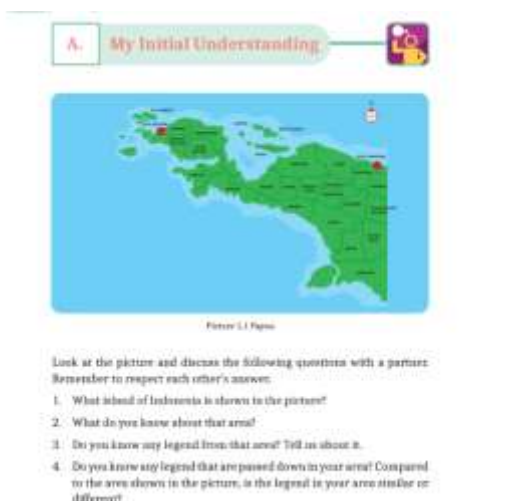 A. My Initial Understanding
Picture 1.1 Papua
Look at the picture and discuss the following questions with a partner.
Remember to respect each other's answer.
1. What island of Indonesia is shown in the picture?
2. What do you know about that area?
3. Do you know any legend from that area? Tell us about it.
4. Do you know any legend that are passed down in your area? Compared
to the area shown in the picture, is the legend in your area similar or
different?